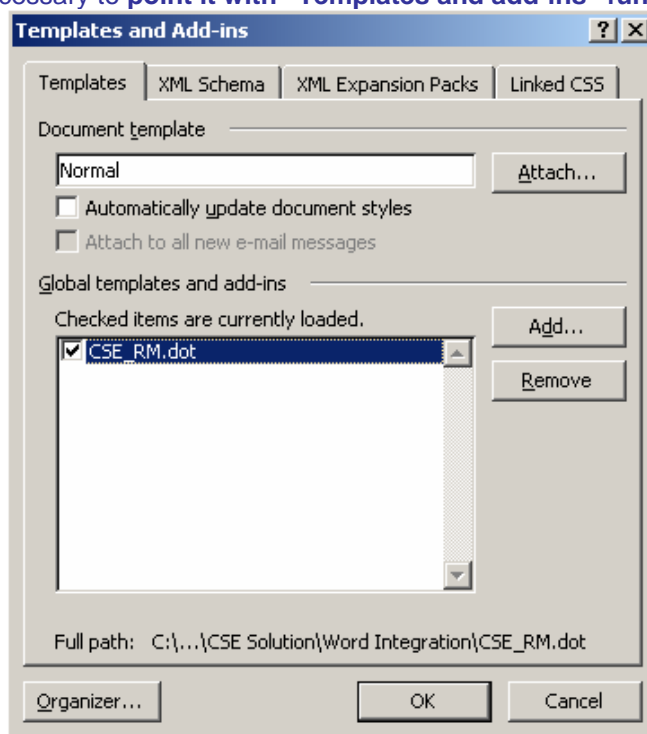 cessary to point it with "Templates and add-ins" fun
Templates and Add-ins
Templates XML Schema XML Expansion Packs Linked CSS
Document template
Normal Attach...
Automatically update document styles
Attach to all new e-mail messages
Global templates and add-ins
Checked items are currently loaded. Add...
CSE_RM.dot
Remove
Full path: C:\...\CSE Solution\Word Integration\CSE_RM.dot
Organizer... OK Cancel